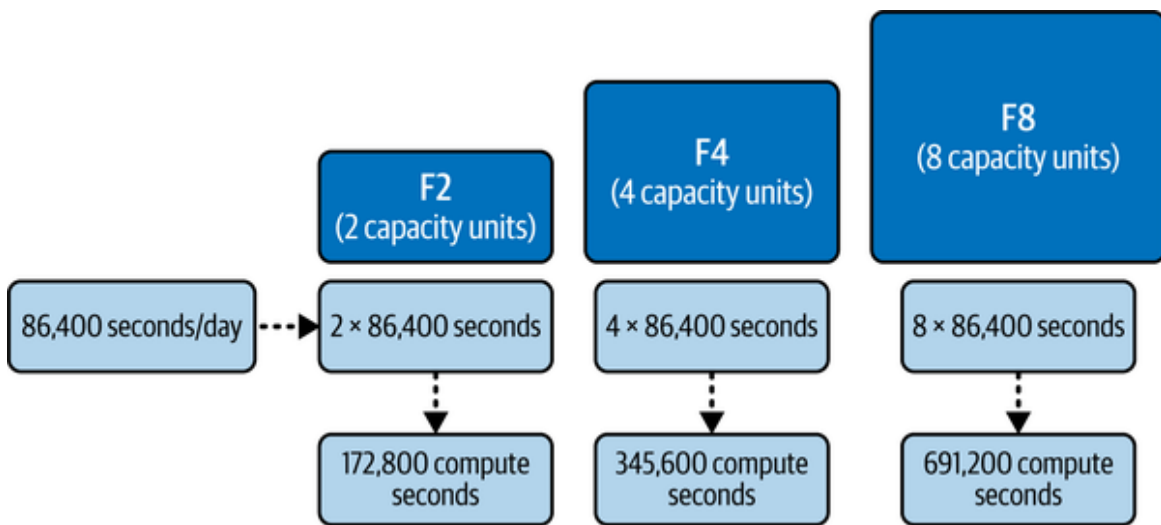 F2
(2 capacity units)
F4
(4 capacity units)
F8
(8 capacity units)
86,400 seconds/day
2 × 86,400 seconds
4 × 86,400 seconds
8 × 86,400 seconds
172,800 compute
seconds
345,600 compute
seconds
691,200 compute
seconds